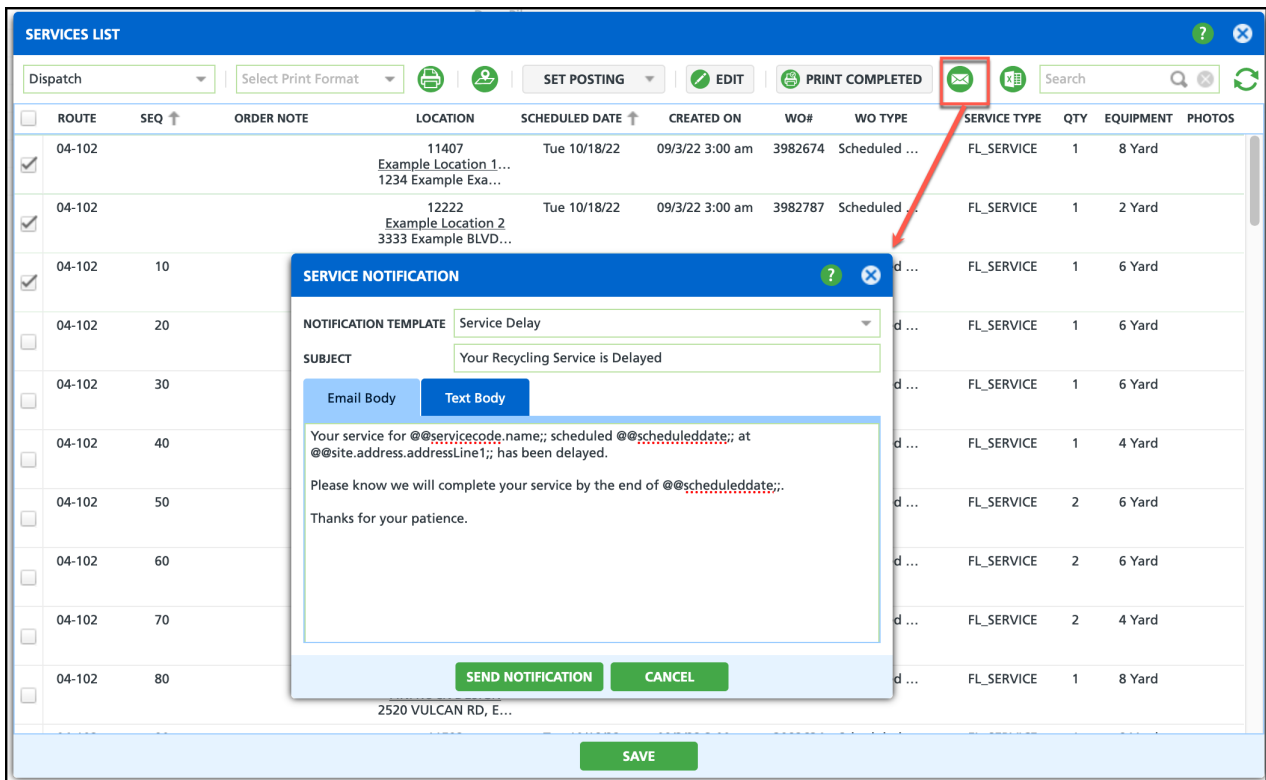 SERVICES LIST
?
Dispatch Select Print Format SET POSTING EDIT PRINT COMPLETED Search
ROUTE SEQ ORDER NOTE LOCATION SCHEDULED DATE CREATED ON WO# WO TYPE SERVICE TYPE QTY EQUIPMENT PHOTOS
04-102 11407 Tue 10/18/22 09/3/22 3:00 am 3982674 Scheduled ... FL_SERVICE 1 8 Yard
Example Location 1...
1234 Example Exa...
04-102 12222 Tue 10/18/22 09/3/22 3:00 am 3982787 Scheduled ... FL_SERVICE 1 2 Yard
Example Location 2
3333 Example BLVD...
04-102 10 d ... FL_SERVICE 1 6 Yard
04-102 20 d ... FL_SERVICE 1 6 Yard
04-102 30 d ... FL_SERVICE 1 6 Yard
04-102 40 d ... FL_SERVICE 1 4 Yard
04-102 50 d ... FL_SERVICE 2 6 Yard
04-102 60 d ... FL_SERVICE 2 6 Yard
04-102 70 d ... FL_SERVICE 2 4 Yard
04-102 80 d ... FL_SERVICE 1 8 Yard
2520 VULCAN RD, E...
SERVICE NOTIFICATION
?
NOTIFICATION TEMPLATE Service Delay
SUBJECT Your Recycling Service is Delayed
Email Body Text Body
Your service for @@servicecode.name;; scheduled @@scheduleddate;; at
@@site.address.addressLine1;; has been delayed.
Please know we will complete your service by the end of @@scheduleddate;;.
Thanks for your patience.
SEND NOTIFICATION CANCEL
SAVE